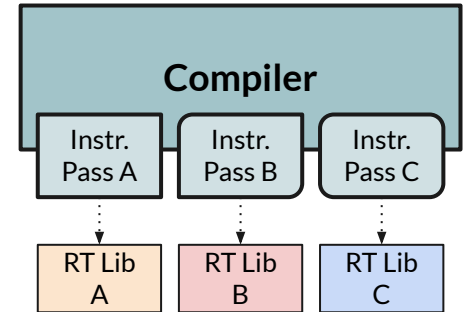 Compiler
Instr.
Pass A
Instr.
Pass B
Instr.
Pass C
RT Lib
A
RT Lib
B
RT Lib
C